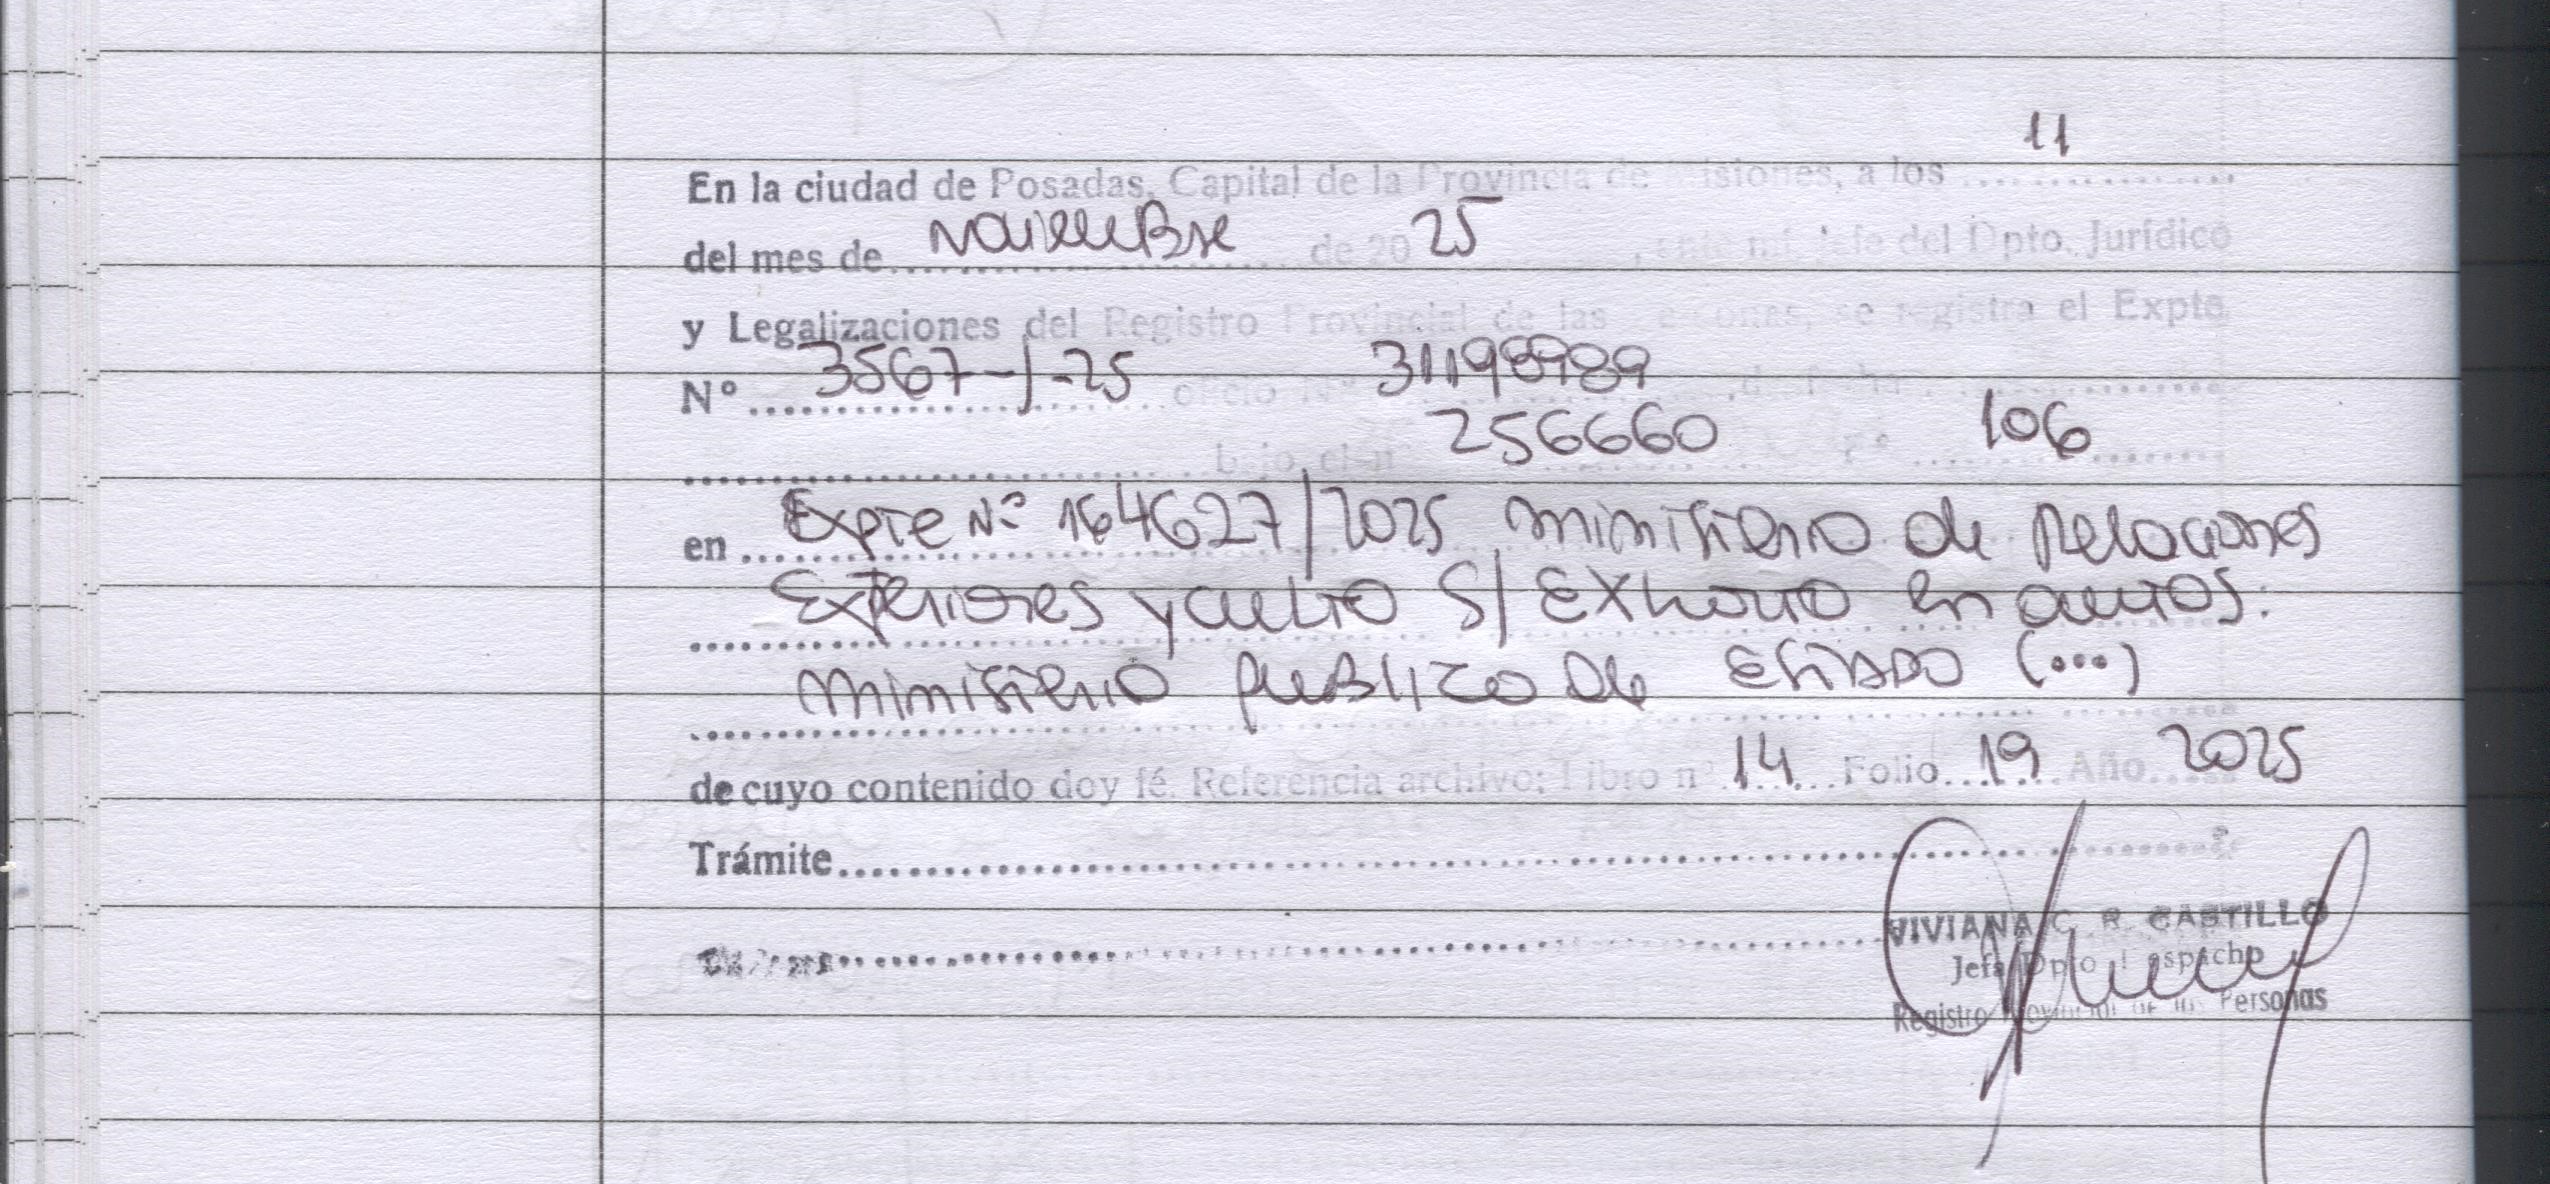 11
En la ciudad de Posadas, Capital de la Provincia de Misiones, a los ................
del mes de noviembre de 20 25, ante mí, Jefe del Dpto. Jurídico
y Legalizaciones del Registro Provincial de las Personas, se registra el Expte.
N° 3567-J-25 oficio N° 31198989, de fecha
bajo el n° 256660 F° 106
en Expte N° 164627/2025 ministerio de Relaciones
Exteriores y culto S/ EXhorto en autos:
ministerio publico de Estado (...)
de cuyo contenido doy fé. Referencia archivo: Libro n° 14 Folio 19 Año 2025
Trámite
VIVIANA C. R. CASTILLO
Jefa Dpto Despacho
Registro Provincial de las Personas